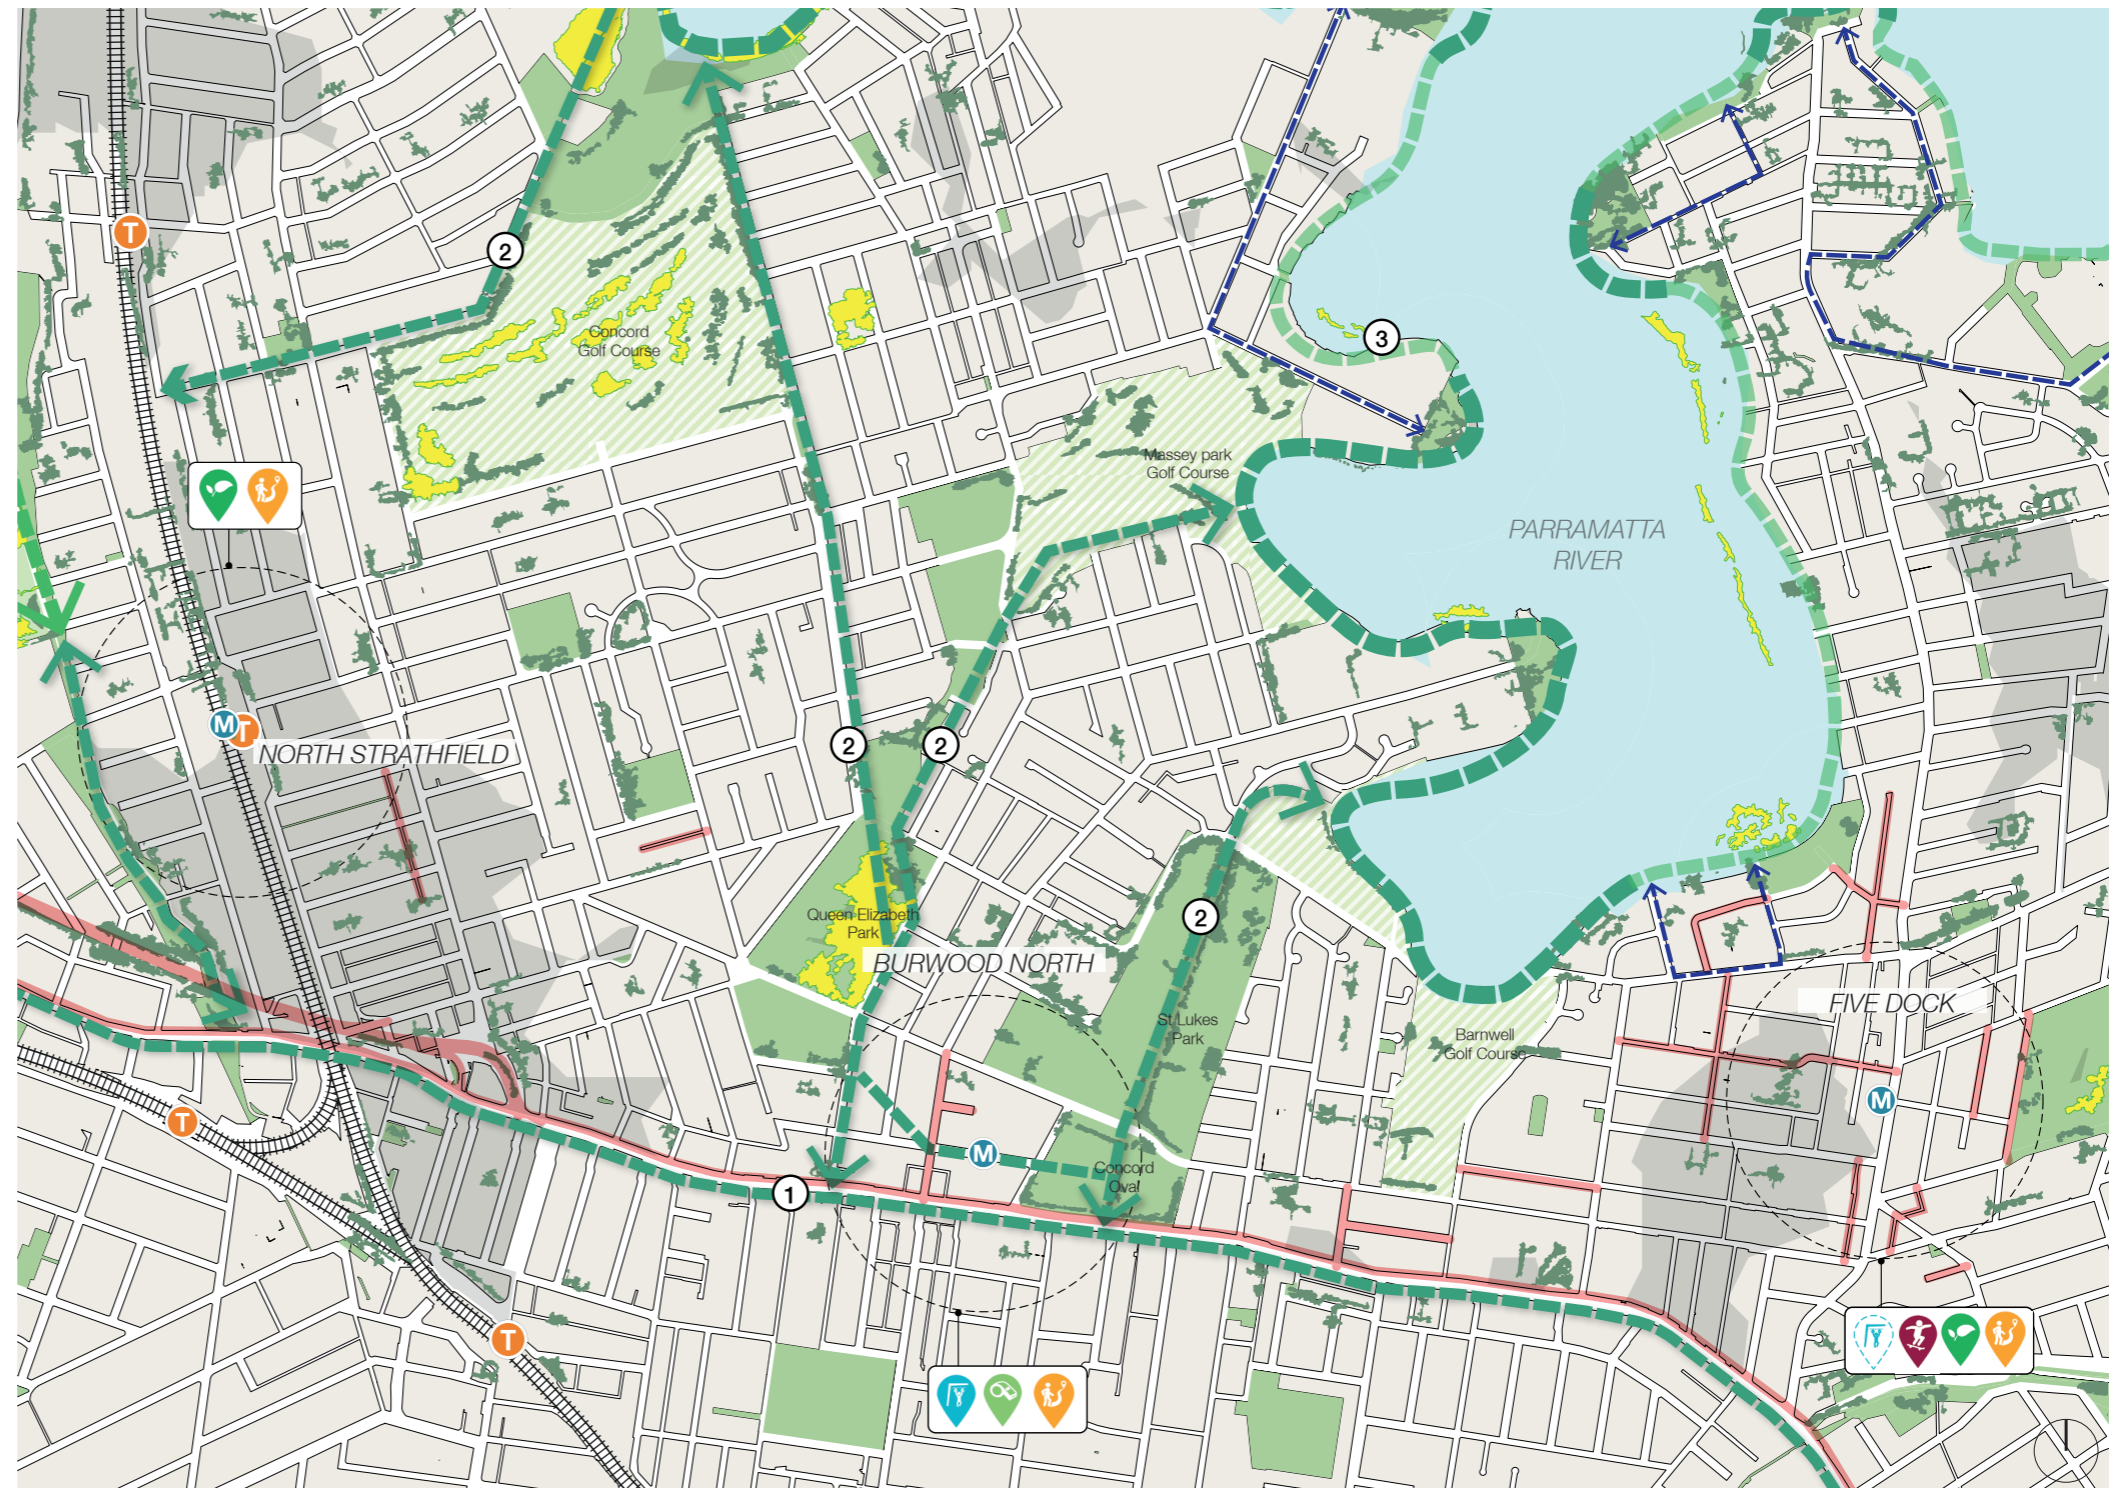 T
2
Concord
Golf Course
3
Massey park
Golf Course
PARRAMATTA
RIVER
M
T
NORTH STRATHFIELD
2
2
Queen Elizabeth
Park
BURWOOD NORTH
2
St Lukes
Park
Barnwell
Golf Course
FIVE DOCK
M
T
M
Concord
Oval
1
T